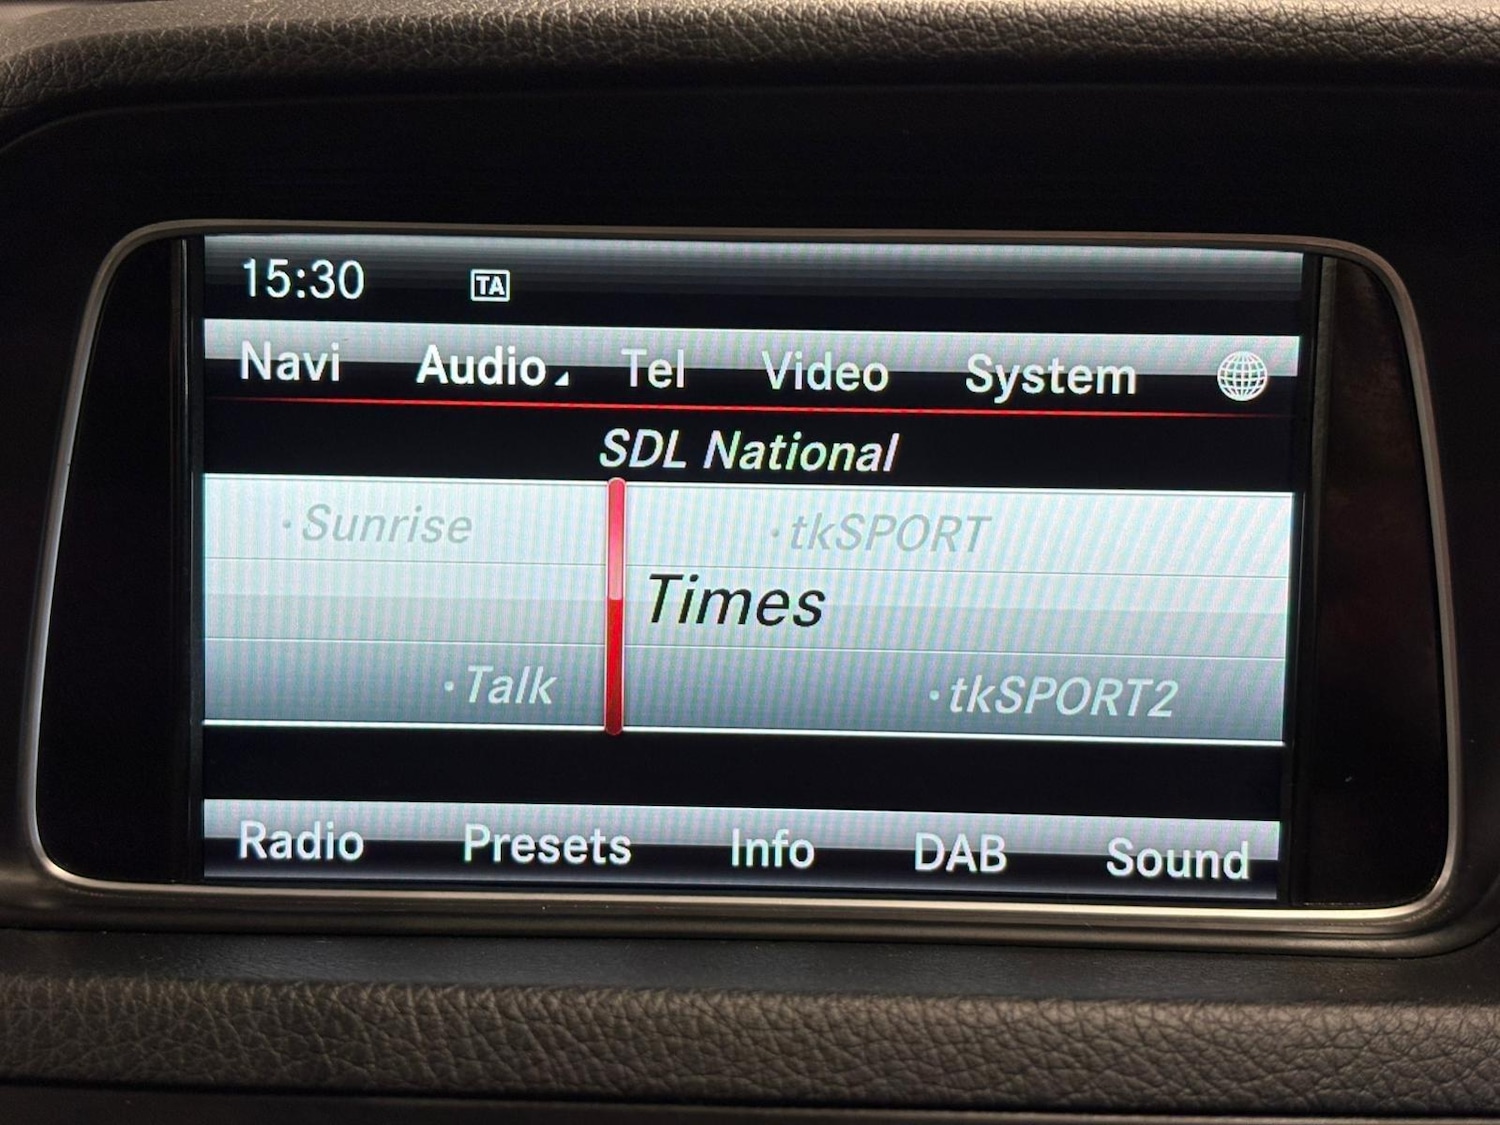 15:30 TA
Navi Audio Tel Video System
SDL National
·Sunrise ·tkSPORT
Times
·Talk ·tkSPORT2
Radio Presets Info DAB Sound